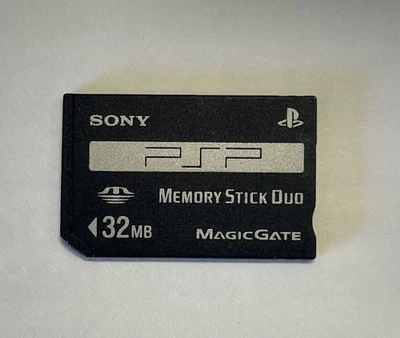 SONY
PSP
MEMORY STICK DUO
32MB
MAGICGATE